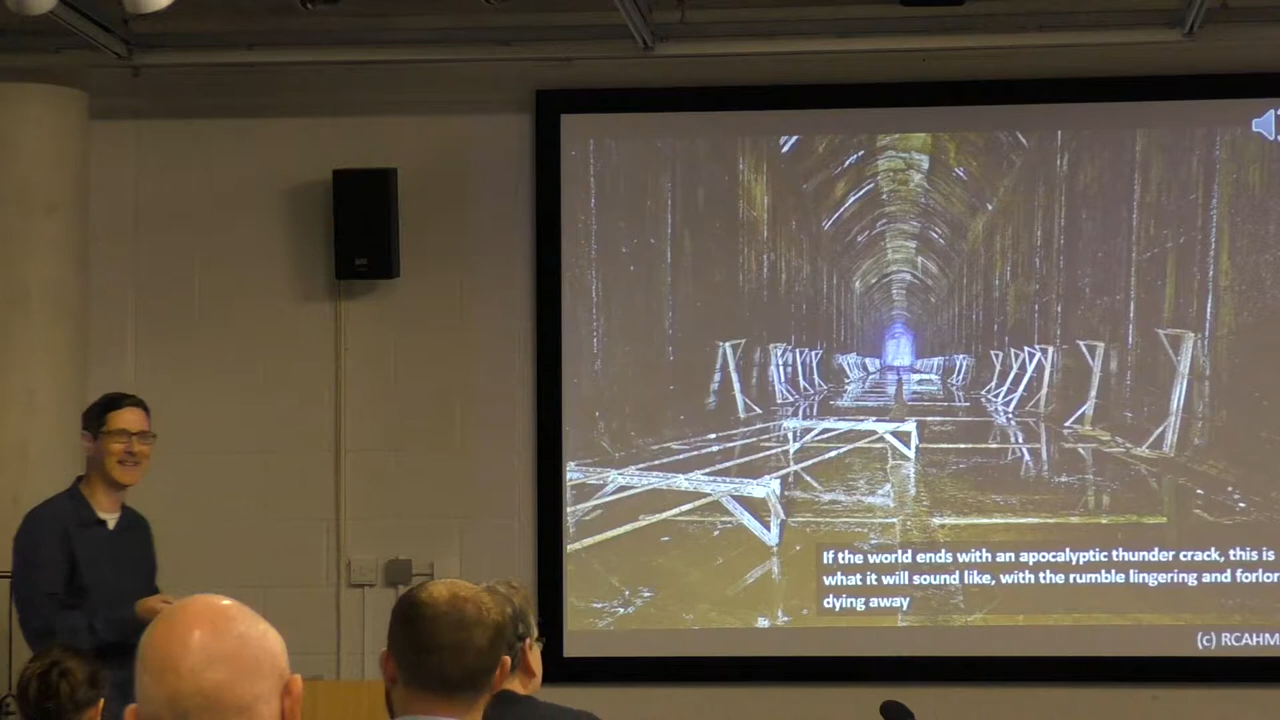 If the world ends with an apocalyptic thunder crack, this is
what it will sound like, with the rumble lingering and forlor
dying away
(c) RCAHM